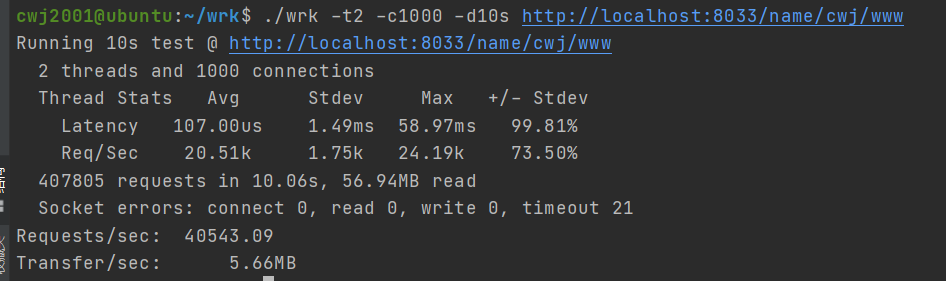 cwj2001@ubuntu:~/wrk$ ./wrk -t2 -c1000 -d10s http://localhost:8033/name/cwj/www
Running 10s test @ http://localhost:8033/name/cwj/www
  2 threads and 1000 connections
  Thread Stats   Avg      Stdev     Max   +/- Stdev
    Latency   107.00us    1.49ms  58.97ms   99.81%
    Req/Sec    20.51k     1.75k   24.19k    73.50%
  407805 requests in 10.06s, 56.94MB read
  Socket errors: connect 0, read 0, write 0, timeout 21
Requests/sec:  40543.09
Transfer/sec:      5.66MB